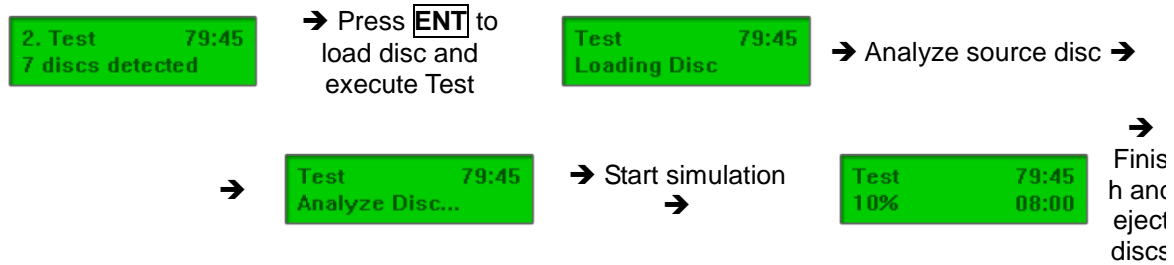 2. Test 79:45
7 discs detected
➔ Press ENT to
load disc and
execute Test
Test 79:45
Loading Disc
➔ Analyze source disc ➔
➔
Test 79:45
Analyze Disc...
➔ Start simulation
➔
Test 79:45
10% 08:00
➔
Finis
h and
eject
discs